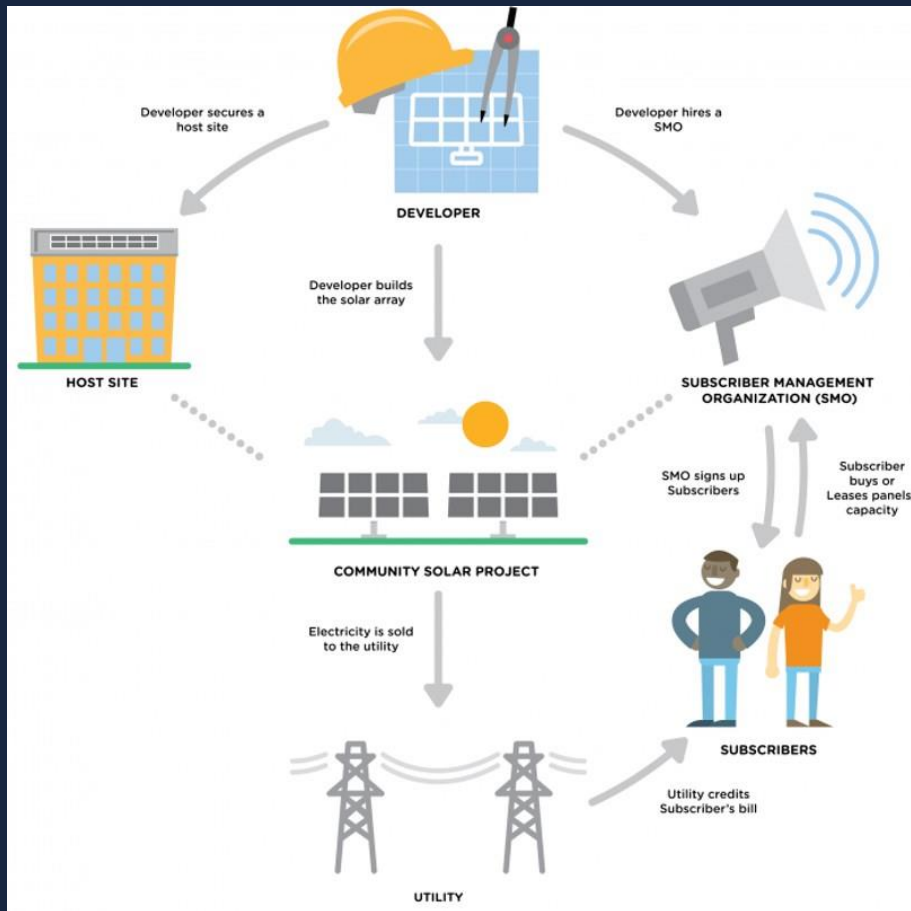 Developer secures a
host site
Developer hires a
SMO
DEVELOPER
Developer builds
the solar array
HOST SITE
SUBSCRIBER MANAGEMENT
ORGANIZATION (SMO)
SMO signs up
Subscribers
Subscriber
buys or
Leases panels
capacity
COMMUNITY SOLAR PROJECT
Electricity is sold
to the utility
SUBSCRIBERS
Utility credits
Subscriber's bill
UTILITY